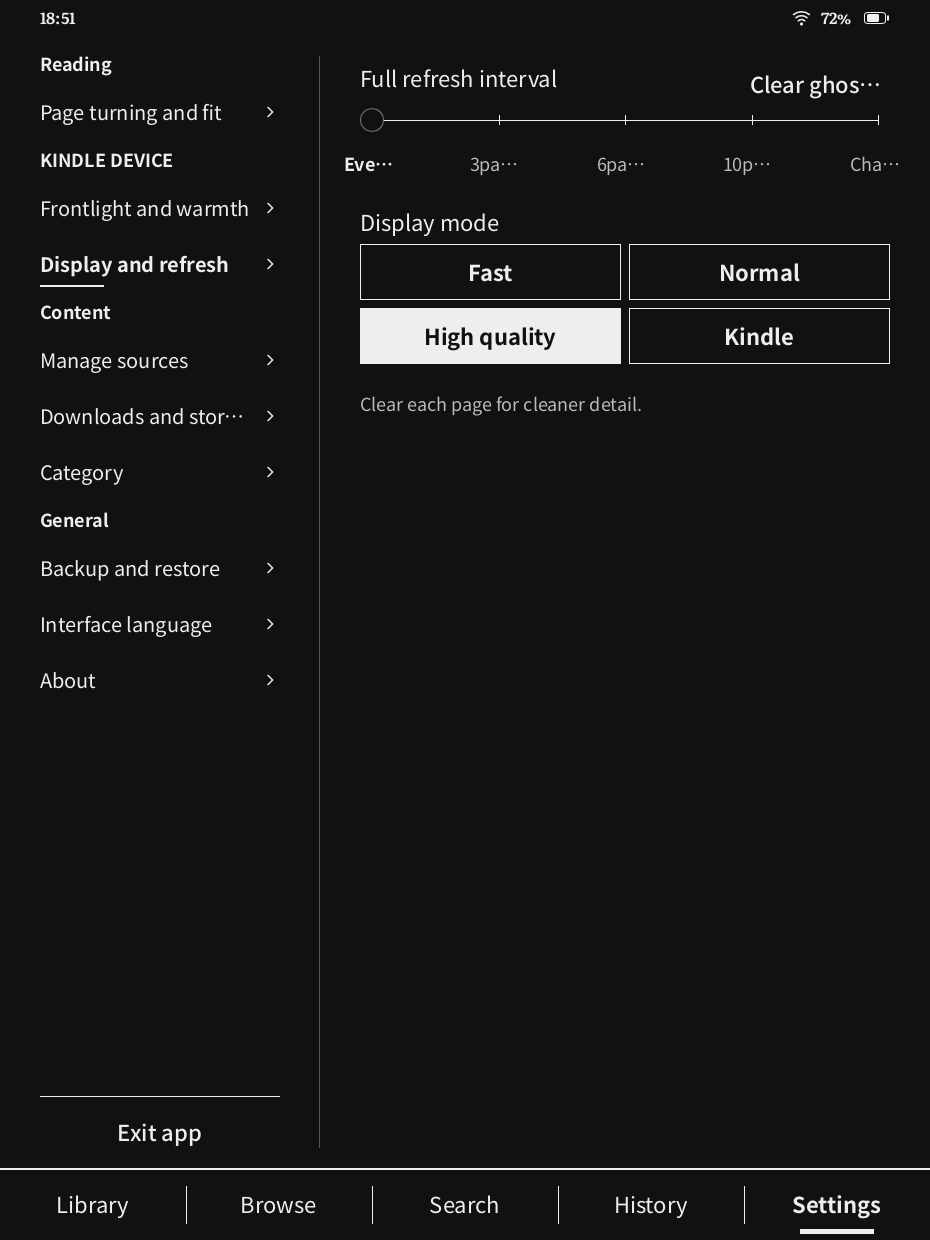 18:51
72%
Reading
Page turning and fit
KINDLE DEVICE
Frontlight and warmth
Display and refresh
Content
Manage sources
Downloads and stor···
Category
General
Backup and restore
Interface language
About
Exit app
Full refresh interval
Clear ghos···
Eve··· 3pa··· 6pa··· 10p··· Cha···
Display mode
Fast Normal
High quality Kindle
Clear each page for cleaner detail.
Library Browse Search History Settings